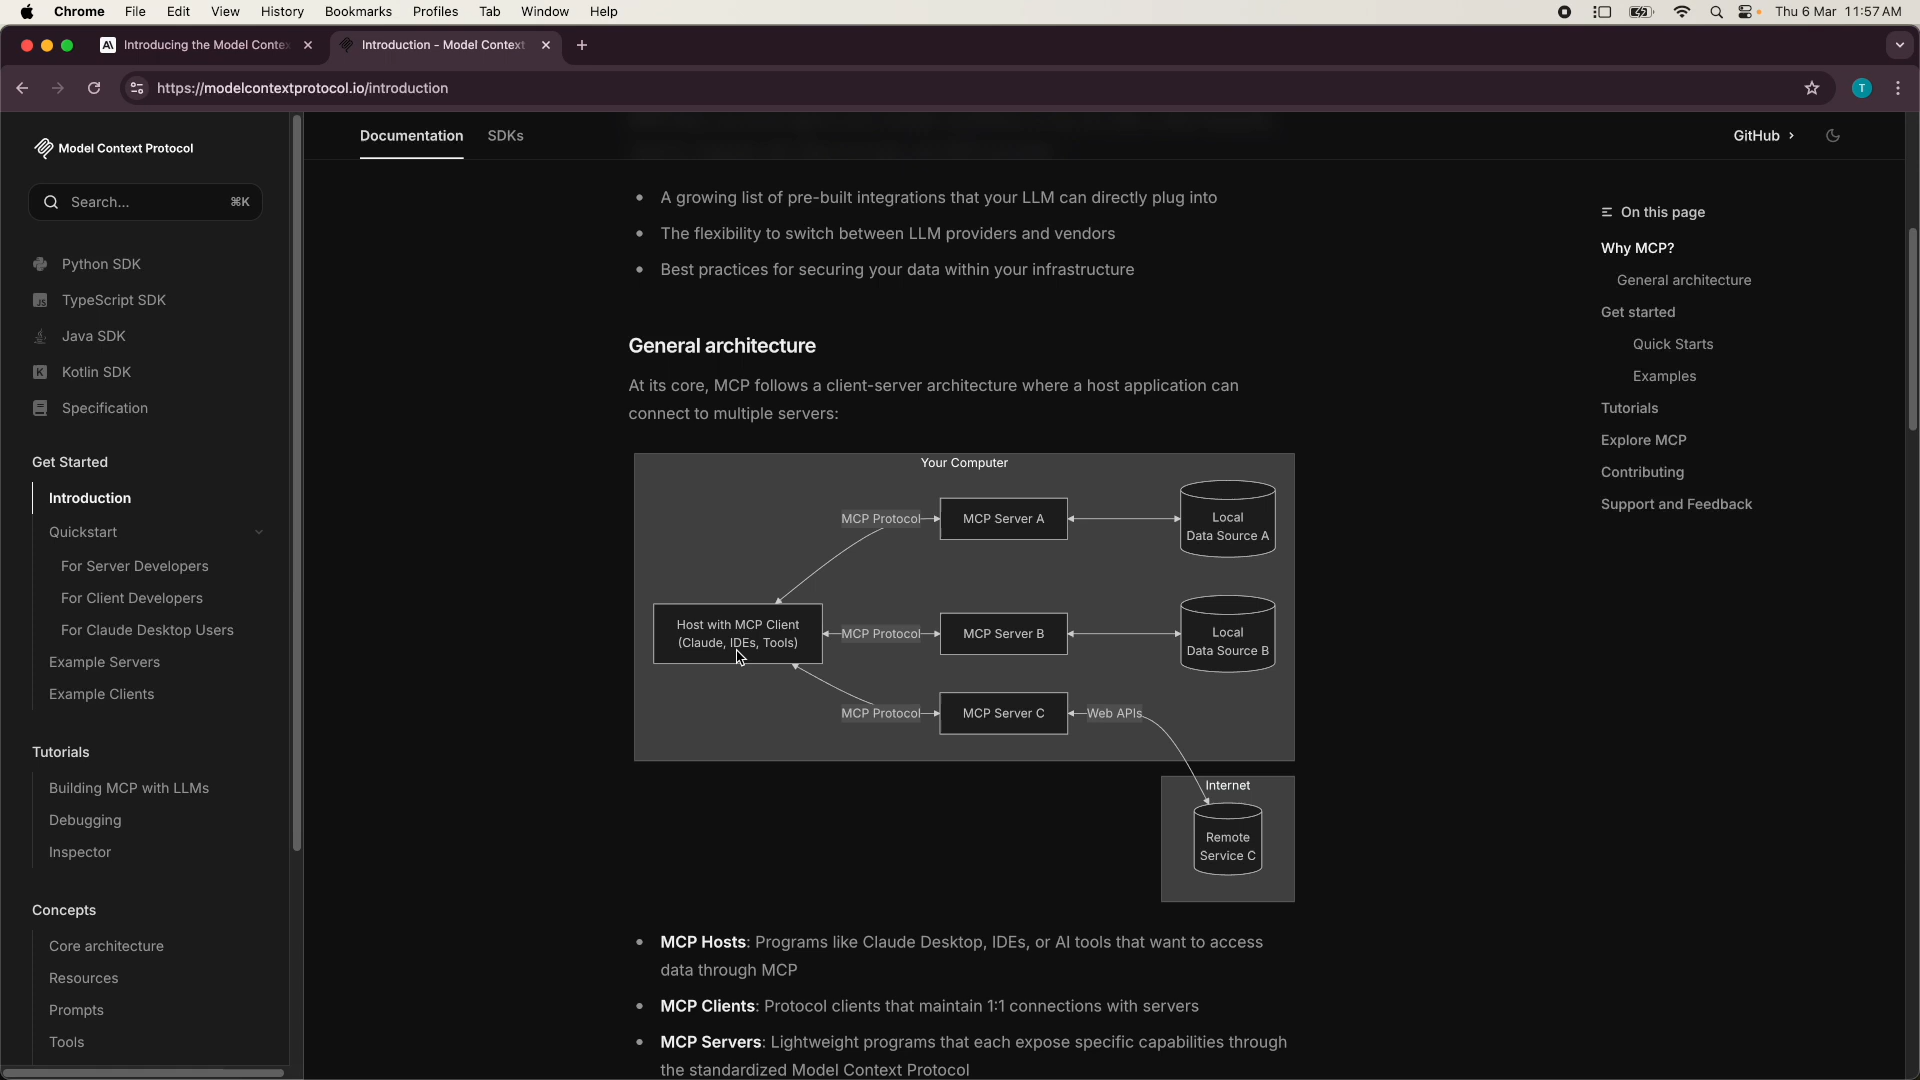 Chrome File Edit View History Bookmarks Profiles Tab Window Help
Thu 6 Mar 11:57 AM
Introducing the Model Contex
Introduction - Model Context
https://modelcontextprotocol.io/introduction
T
Model Context Protocol
Search...
⌘K
Python SDK
TypeScript SDK
Java SDK
Kotlin SDK
Specification
Get Started
Introduction
Quickstart
For Server Developers
For Client Developers
For Claude Desktop Users
Example Servers
Example Clients
Tutorials
Building MCP with LLMs
Debugging
Inspector
Concepts
Core architecture
Resources
Prompts
Tools
Documentation
SDKs
GitHub
A growing list of pre-built integrations that your LLM can directly plug into
The flexibility to switch between LLM providers and vendors
Best practices for securing your data within your infrastructure
General architecture
At its core, MCP follows a client-server architecture where a host application can
connect to multiple servers:
Your Computer
MCP Protocol
MCP Server A
Local
Data Source A
Host with MCP Client
(Claude, IDEs, Tools)
MCP Protocol
MCP Server B
Local
Data Source B
MCP Protocol
MCP Server C
Web APIs
Internet
Remote
Service C
MCP Hosts: Programs like Claude Desktop, IDEs, or AI tools that want to access
data through MCP
MCP Clients: Protocol clients that maintain 1:1 connections with servers
MCP Servers: Lightweight programs that each expose specific capabilities through
the standardized Model Context Protocol
On this page
Why MCP?
General architecture
Get started
Quick Starts
Examples
Tutorials
Explore MCP
Contributing
Support and Feedback